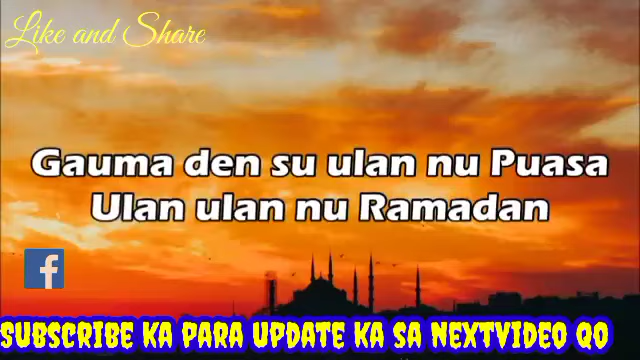 Like and Share
Gauma den su ulan nu Puasa
Ulan ulan nu Ramadan
f
SUBSCRIBE KA PARA UPDATE KA SA NEXTVIDEO QO